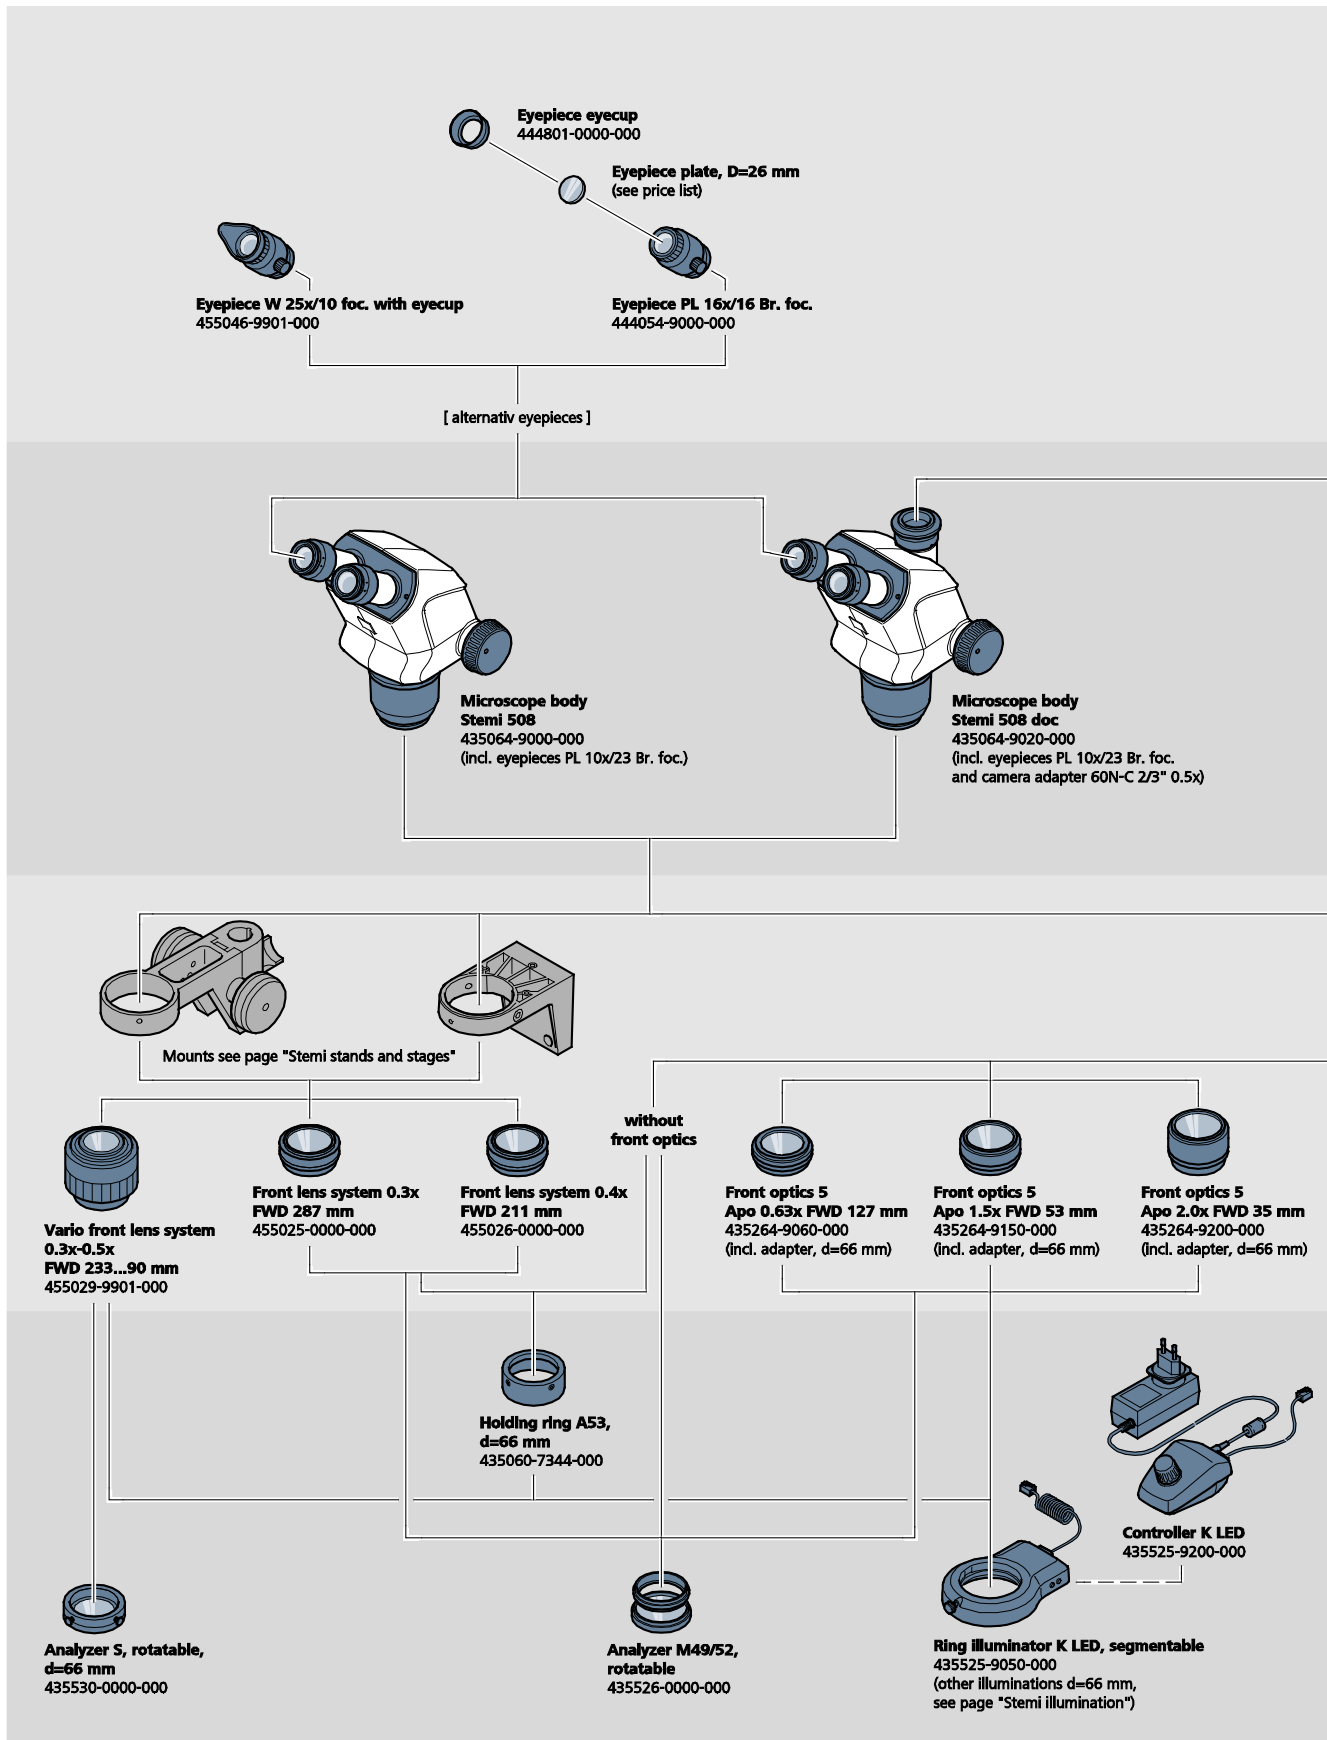 Eyepiece eyecup
444801-0000-000
Eyepiece plate, D=26 mm
(see price list)
Eyepiece W 25x/10 foc. with eyecup
455046-9901-000
Eyepiece PL 16x/16 Br. foc.
444054-9000-000
[ alternativ eyepieces ]
Microscope body
Stemi 508
435064-9000-000
(incl. eyepieces PL 10x/23 Br. foc.)
Microscope body
Stemi 508 doc
435064-9020-000
(incl. eyepieces PL 10x/23 Br. foc.
and camera adapter 60N-C 2/3" 0.5x)
Mounts see page "Stemi stands and stages"
without
front optics
Vario front lens system
0.3x-0.5x
FWD 233...90 mm
455029-9901-000
Front lens system 0.3x
FWD 287 mm
455025-0000-000
Front lens system 0.4x
FWD 211 mm
455026-0000-000
Front optics 5
Apo 0.63x FWD 127 mm
435264-9060-000
(incl. adapter, d=66 mm)
Front optics 5
Apo 1.5x FWD 53 mm
435264-9150-000
(incl. adapter, d=66 mm)
Front optics 5
Apo 2.0x FWD 35 mm
435264-9200-000
(incl. adapter, d=66 mm)
Holding ring A53,
d=66 mm
435060-7344-000
Controller K LED
435525-9200-000
Analyzer S, rotatable,
d=66 mm
435530-0000-000
Analyzer M49/52,
rotatable
435526-0000-000
Ring illuminator K LED, segmentable
435525-9050-000
(other illuminations d=66 mm,
see page "Stemi illumination")